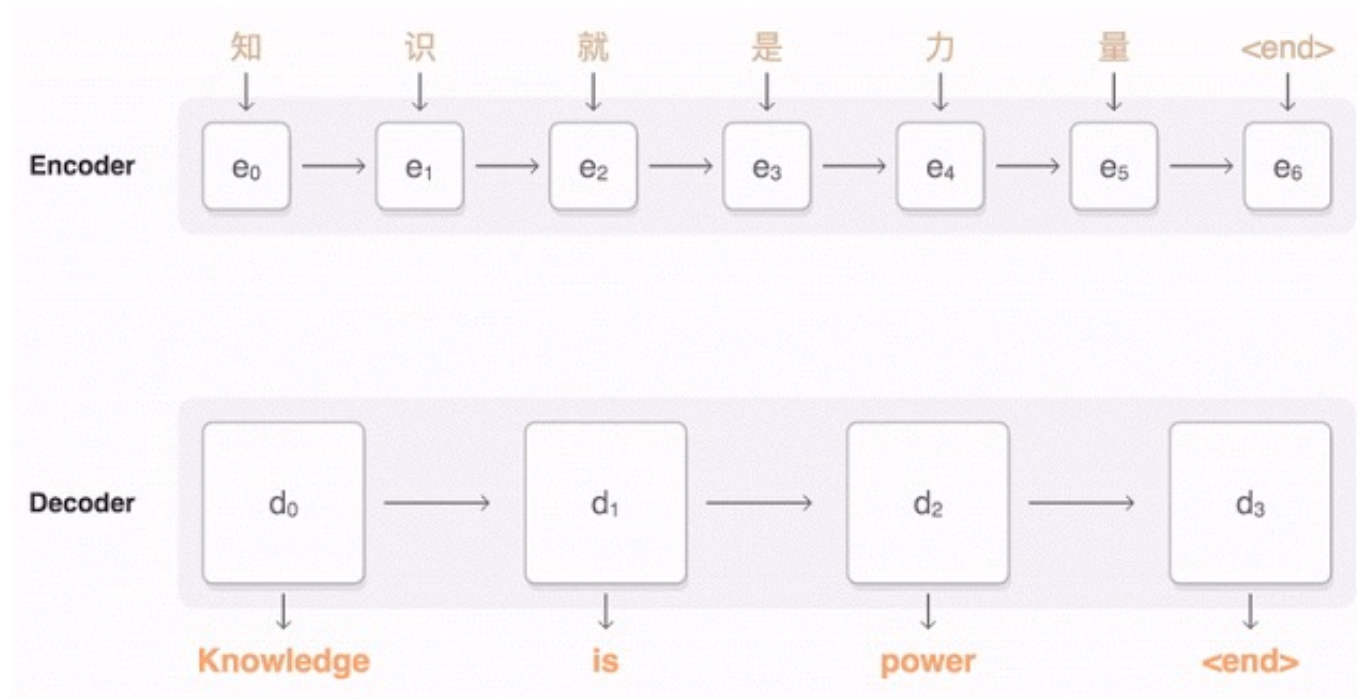 知 识 就 是 力 量 <end>
Encoder e₀ e₁ e₂ e₃ e₄ e₅ e₆
Decoder d₀ d₁ d₂ d₃
Knowledge is power <end>